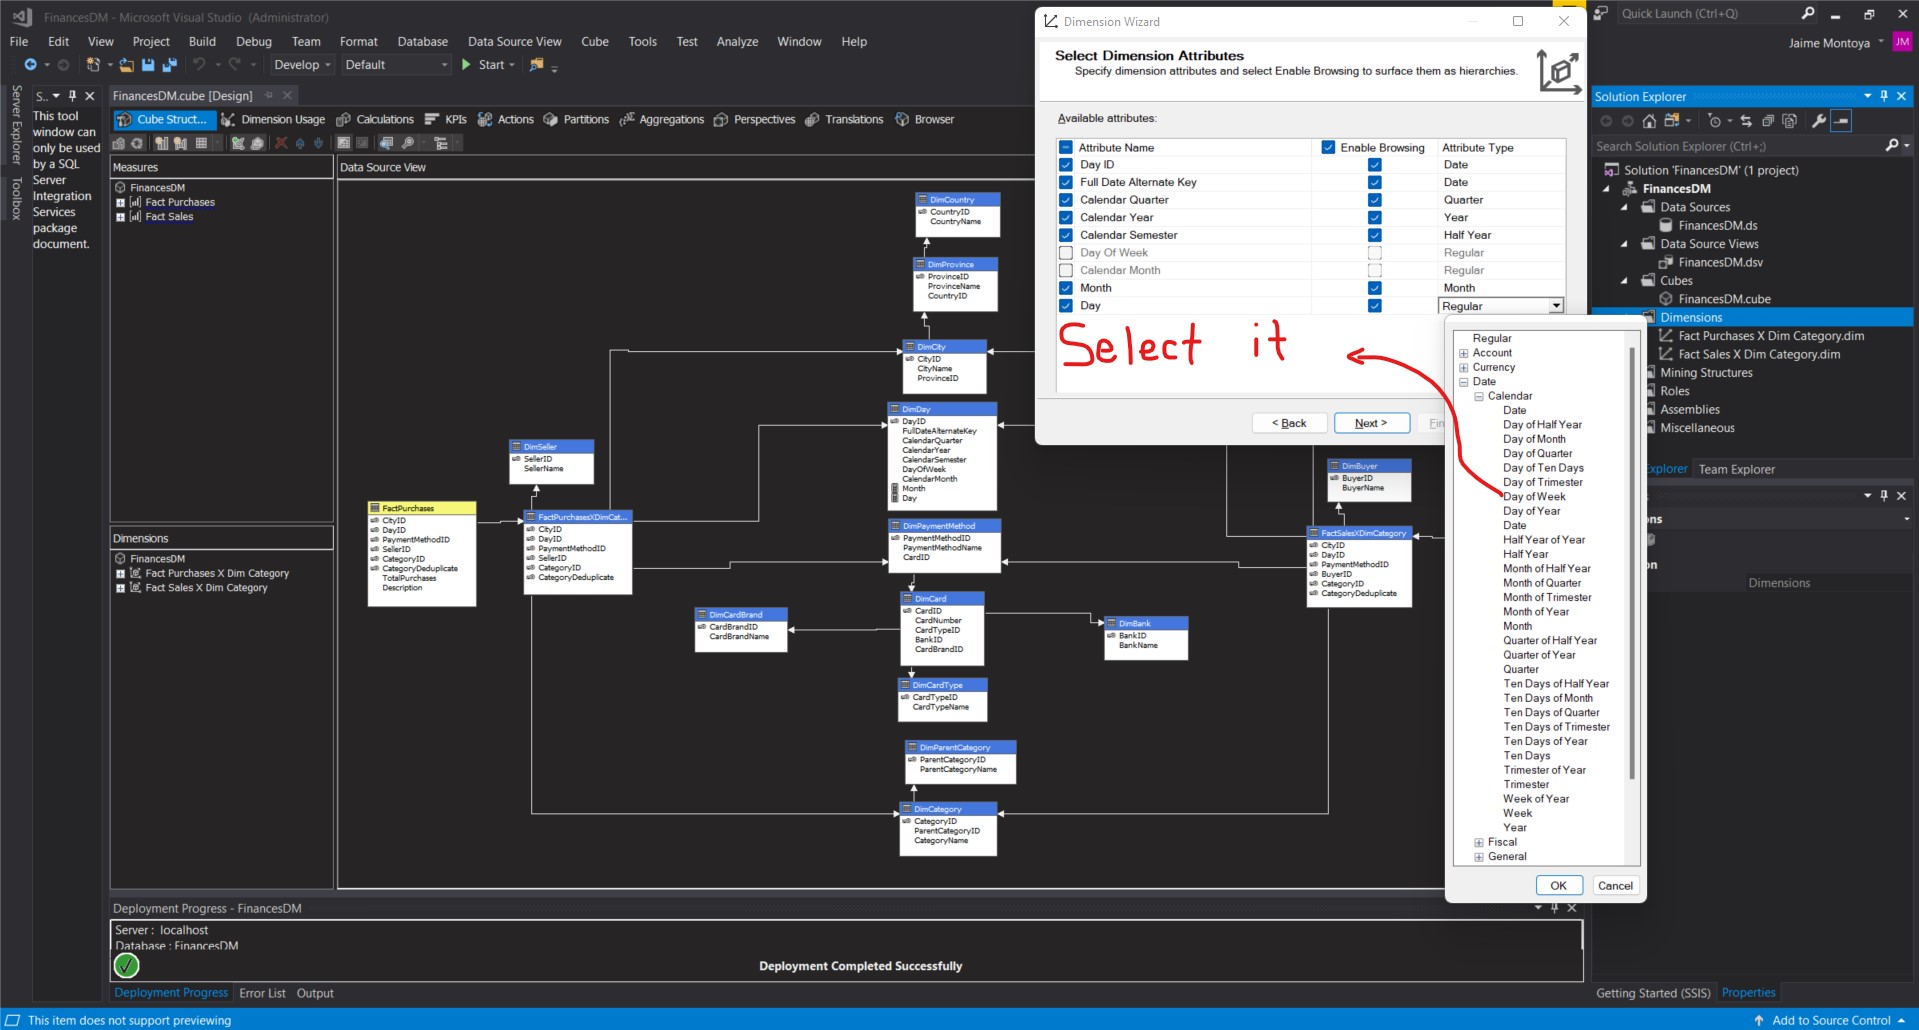 FinancesDM - Microsoft Visual Studio (Administrator)
Quick Launch (Ctrl+Q)
File Edit View Project Build Debug Team Format Database Data Source View Cube Tools Test Analyze Window Help
Jaime Montoya JM
Develop Default Start
Server Explorer
Toolbox
S..
This tool
window can
only be used
by a SQL
Server
Integration
Services
package
document.
FinancesDM.cube [Design]
Cube Struct... Dimension Usage Calculations KPIs Actions Partitions Aggregations Perspectives Translations Browser
Measures
FinancesDM
Fact Purchases
Fact Sales
Dimensions
FinancesDM
Fact Purchases X Dim Category
Fact Sales X Dim Category
Data Source View
DimCountry
CountryID
CountryName
DimProvince
ProvinceID
ProvinceName
CountryID
DimCity
CityID
CityName
ProvinceID
DimDay
DayID
FullDateAlternateKey
CalendarQuarter
CalendarYear
CalendarSemester
DayOfWeek
CalendarMonth
Month
Day
DimSeller
SellerID
SellerName
FactPurchases
CityID
DayID
PaymentMethodID
SellerID
CategoryID
CategoryDeduplicate
TotalPurchases
Description
FactPurchasesXDimCat...
CityID
DayID
PaymentMethodID
SellerID
CategoryID
CategoryDeduplicate
DimPaymentMethod
PaymentMethodID
PaymentMethodName
CardID
DimCard
CardID
CardNumber
CardTypeID
BankID
CardBrandID
DimCardBrand
CardBrandID
CardBrandName
DimBank
BankID
BankName
DimCardType
CardTypeID
CardTypeName
DimParentCategory
ParentCategoryID
ParentCategoryName
DimCategory
CategoryID
ParentCategoryID
CategoryName
DimBuyer
BuyerID
BuyerName
FactSalesXDimCategory
CityID
DayID
PaymentMethodID
BuyerID
CategoryID
CategoryDeduplicate
Dimension Wizard
Select Dimension Attributes
Specify dimension attributes and select Enable Browsing to surface them as hierarchies.
Available attributes:
Attribute Name Enable Browsing Attribute Type
Day ID Date
Full Date Alternate Key Date
Calendar Quarter Quarter
Calendar Year Year
Calendar Semester Half Year
Day Of Week Regular
Calendar Month Regular
Month Month
Day Regular
Select it
< Back Next > Fin
Regular
Account
Currency
Date
Calendar
Date
Day of Half Year
Day of Month
Day of Quarter
Day of Ten Days
Day of Trimester
Day of Week
Day of Year
Date
Half Year of Year
Half Year
Month of Half Year
Month of Quarter
Month of Trimester
Month of Year
Month
Quarter of Half Year
Quarter of Year
Quarter
Ten Days of Half Year
Ten Days of Month
Ten Days of Quarter
Ten Days of Trimester
Ten Days of Year
Ten Days
Trimester of Year
Trimester
Week of Year
Week
Year
Fiscal
General
OK Cancel
Solution Explorer
Search Solution Explorer (Ctrl+;)
Solution 'FinancesDM' (1 project)
FinancesDM
Data Sources
FinancesDM.ds
Data Source Views
FinancesDM.dsv
Cubes
FinancesDM.cube
Dimensions
Fact Purchases X Dim Category.dim
Fact Sales X Dim Category.dim
Mining Structures
Roles
Assemblies
Miscellaneous
Explorer Team Explorer
ons
on
Dimensions
Deployment Progress - FinancesDM
Server : localhost
Database : FinancesDM
Deployment Completed Successfully
Deployment Progress Error List Output
Getting Started (SSIS) Properties
This item does not support previewing
Add to Source Control